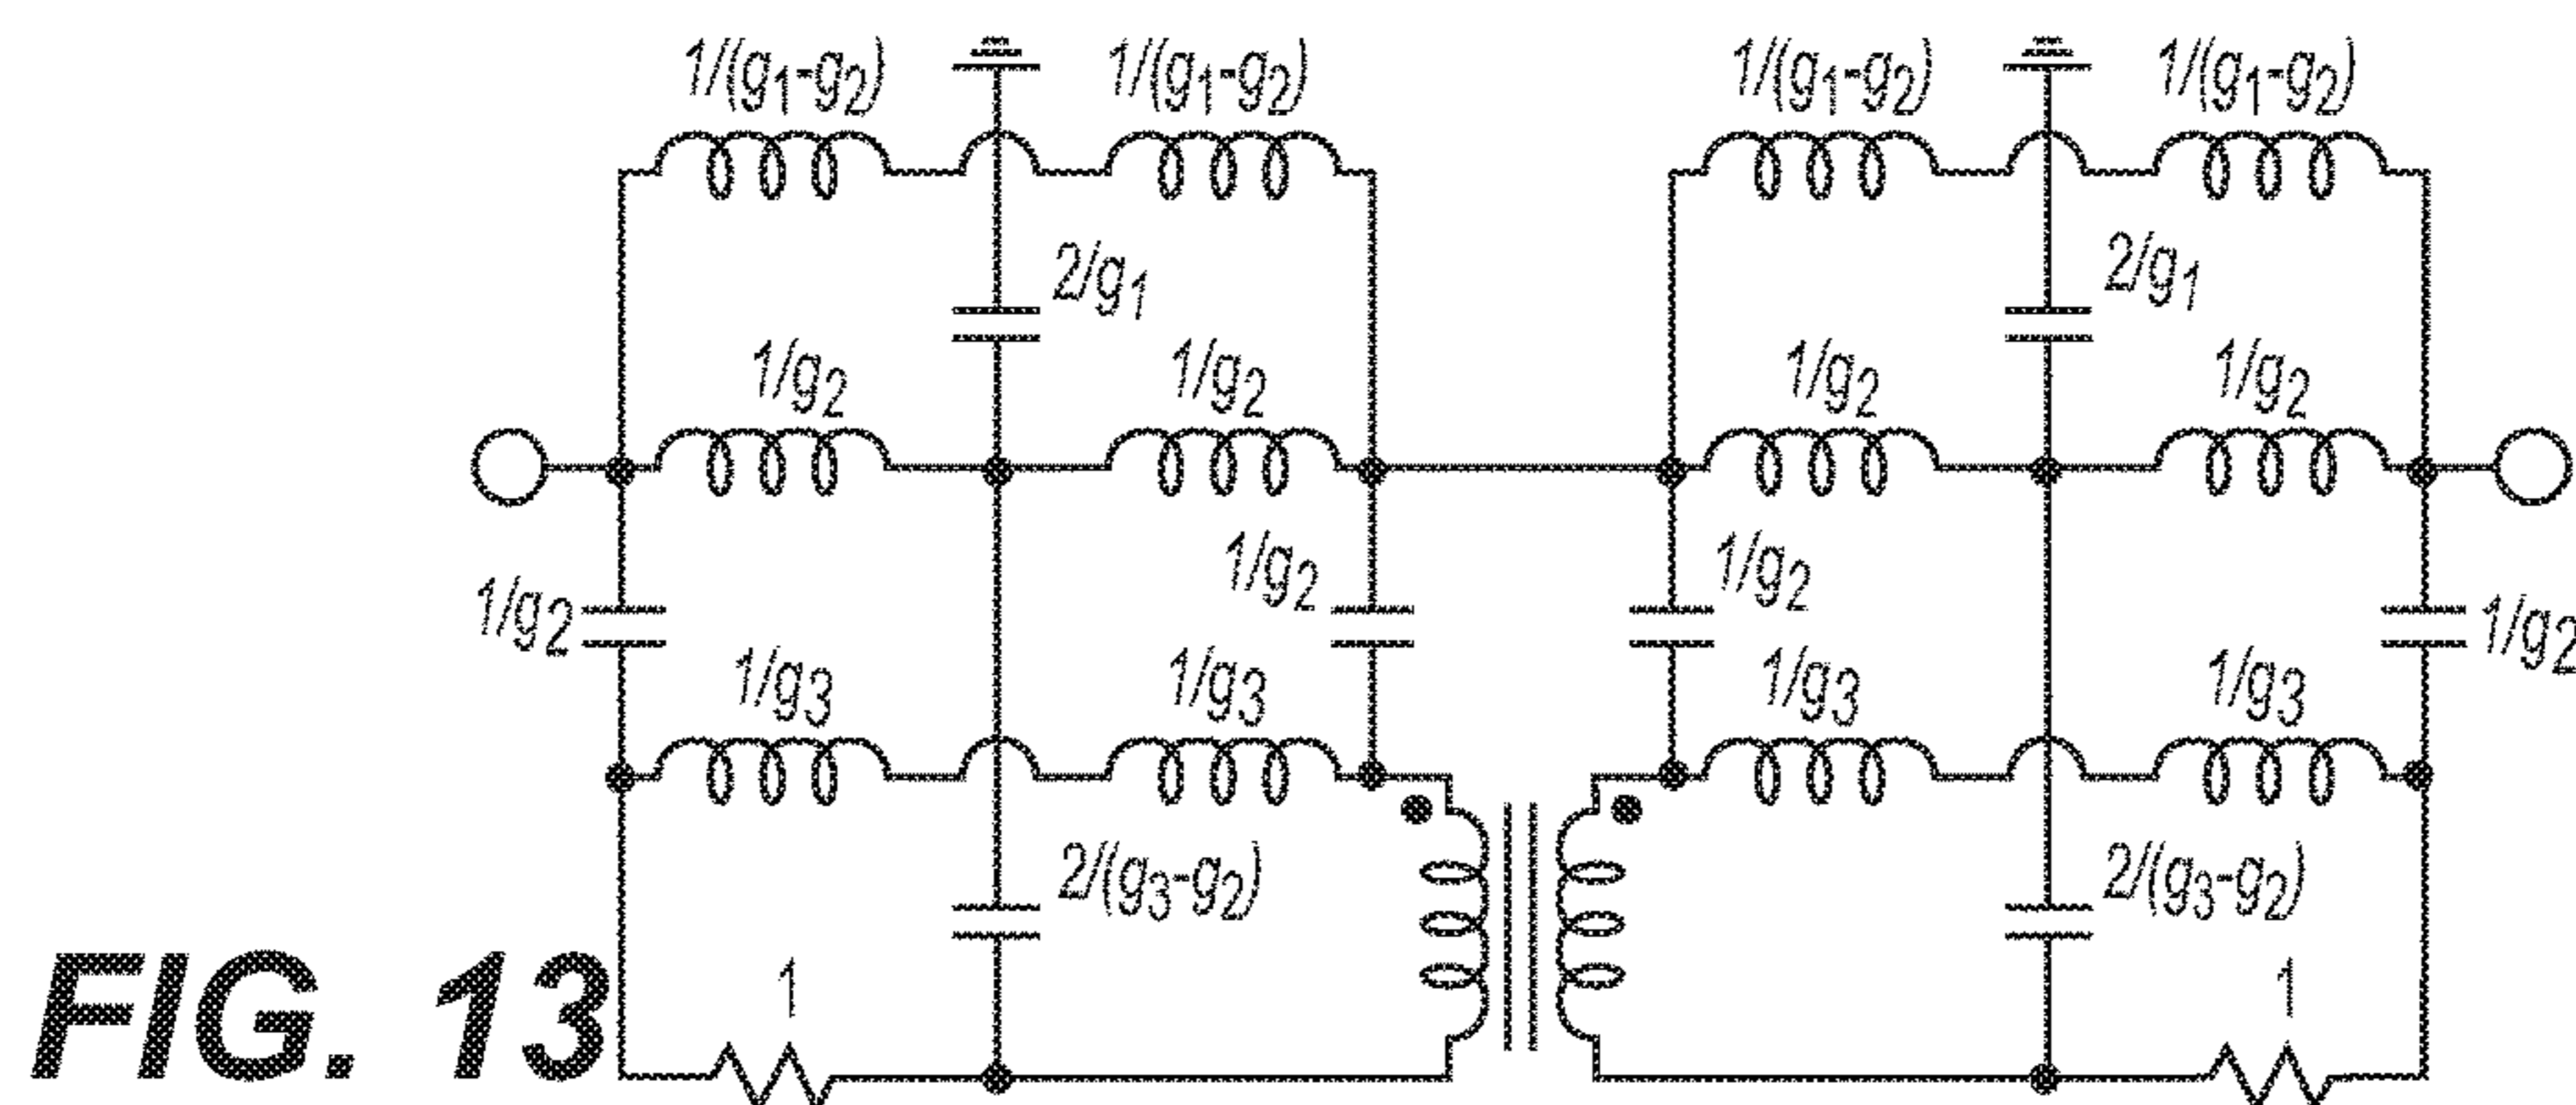 1/(g₁-g₂) 1/(g₁-g₂) 1/(g₁-g₂) 1/(g₁-g₂)
2/g₁ 2/g₁
1/g₂ 1/g₂ 1/g₂ 1/g₂
1/g₂ 1/g₂ 1/g₂ 1/g₂
1/g₃ 1/g₃ 1/g₃ 1/g₃
2/(g₃-g₂) 2/(g₃-g₂)
1 1
FIG. 13